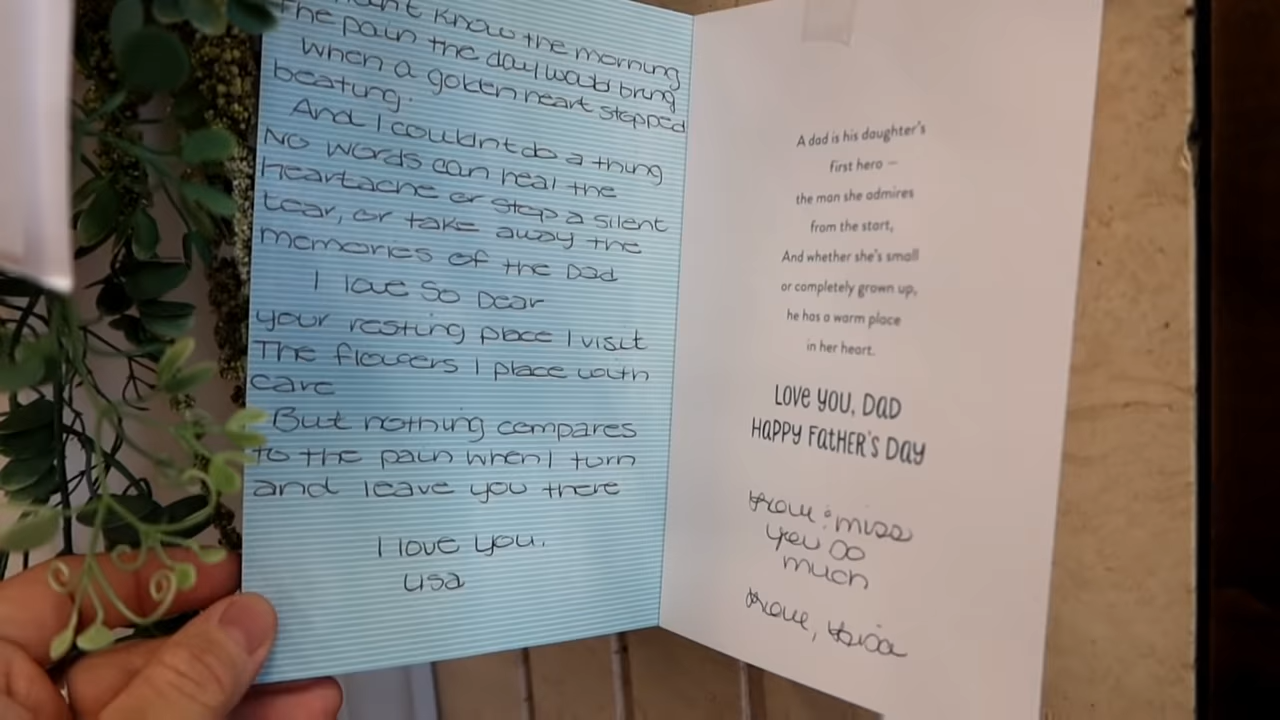 know the morning
The pain the day would bring
when a golden heart stopped
beating.
And I couldn't do a thing
No words can heal the
heartache or stop a silent
tear, or take away the
memories of the Dad
I love so Dear
your resting place I visit
The flowers I place with
care
But nothing compares
to the pain when I turn
and leave you there
I love you.
Lisa
A dad is his daughter's
first hero —
the man she admires
from the start,
And whether she's small
or completely grown up,
he has a warm place
in her heart.
LOVE YOU, DAD
HAPPY FATHER'S DAY
Love & miss
you so
much
Love, Lisa